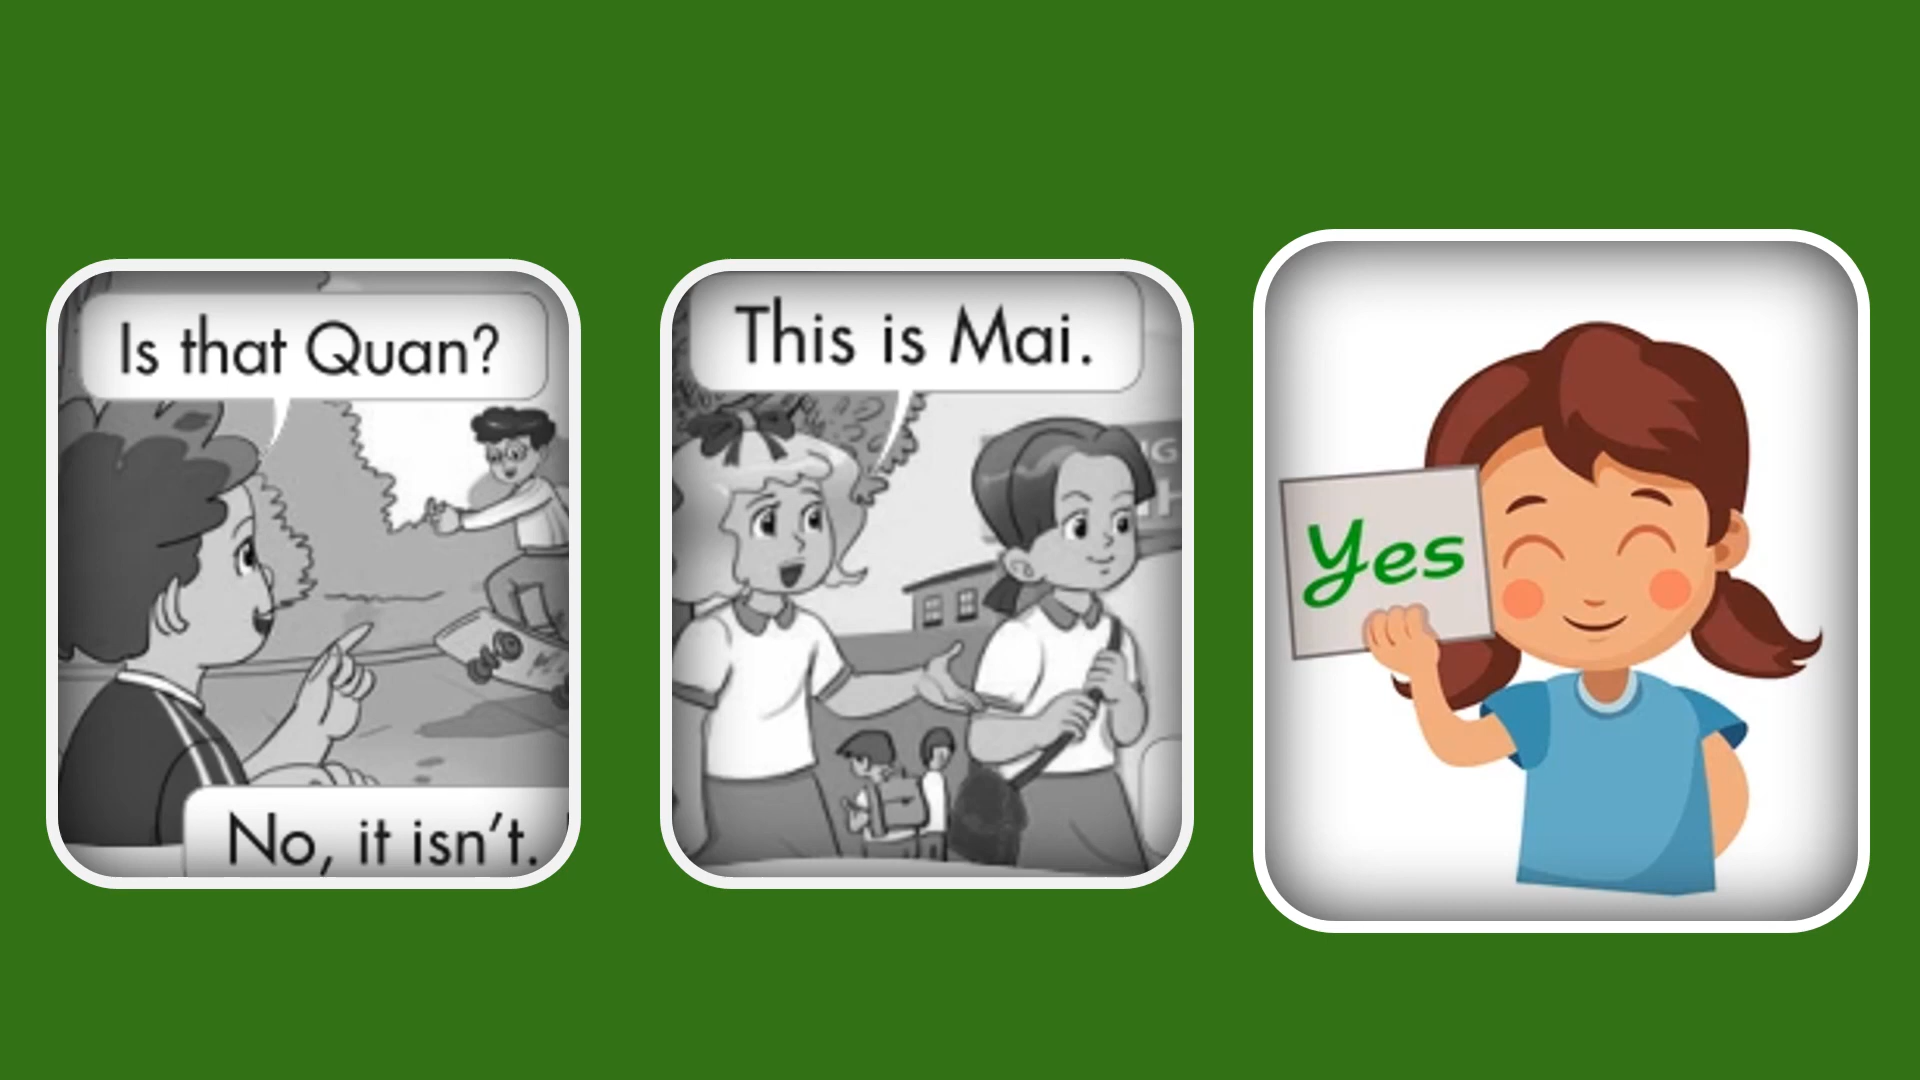 Is that Quan?
No, it isn't.
This is Mai.
Yes